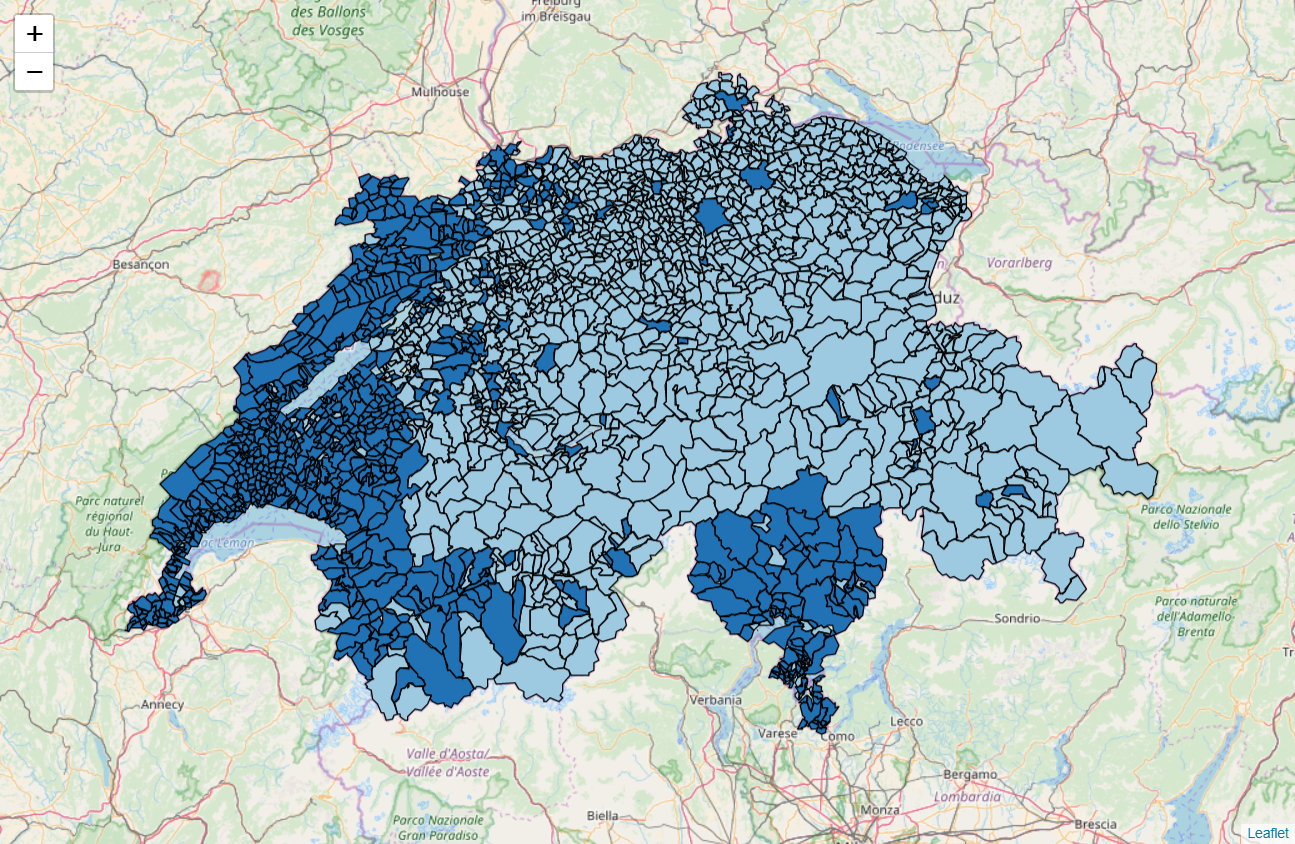 +
−
des Ballons
des Vosges
Freiburg
im Breisgau
Mulhouse
Bodensee
Besançon
Vorarlberg
duz
Parc naturel
régional
du Haut-
Jura
Lac Léman
Parco Nazionale
dello Stelvio
Sondrio
Parco naturale
dell'Adamello-
Brenta
Tr
Annecy
Verbania
Varese
Como
Lecco
Valle d'Aosta/
Vallée d'Aoste
Bergamo
Lombardia
Biella
Monza
Parco Nazionale
Gran Paradiso
Brescia
Leaflet